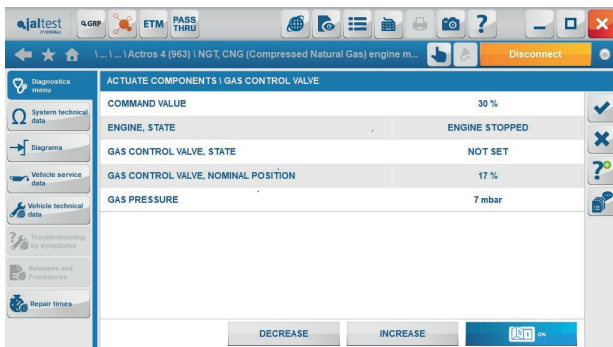 jaltest
GRP
ETM
PASS
THRU
?
\ ... \ ... \ Actros 4 (963) \ NGT, CNG (Compressed Natural Gas) engine m...
Disconnect
Diagnostics
menu
System technical
data
Diagrams
Vehicle service
data
Vehicle technical
data
Troubleshooting
by symptoms
Releases and
Procedures
Repair times
ACTUATE COMPONENTS \ GAS CONTROL VALVE
COMMAND VALUE 30 %
ENGINE, STATE ENGINE STOPPED
GAS CONTROL VALVE, STATE NOT SET
GAS CONTROL VALVE, NOMINAL POSITION 17 %
GAS PRESSURE 7 mbar
DECREASE
INCREASE
ON